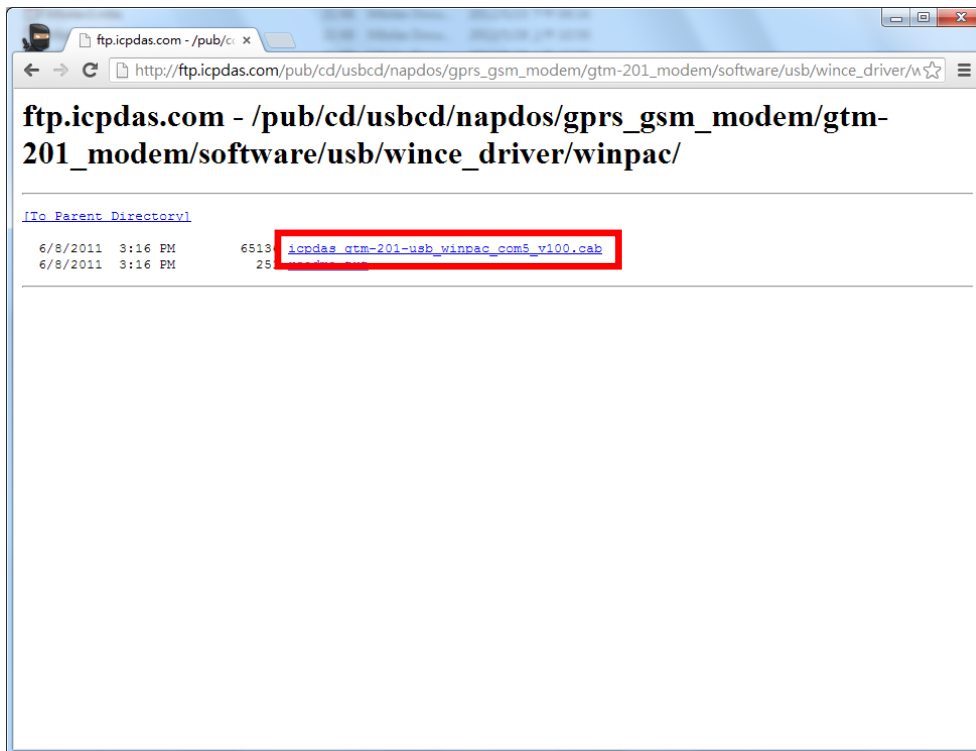 ftp.icpdas.com - /pub/c
http://ftp.icpdas.com/pub/cd/usbcd/napdos/gprs_gsm_modem/gtm-201_modem/software/usb/wince_driver/w
ftp.icpdas.com - /pub/cd/usbcd/napdos/gprs_gsm_modem/gtm-
201_modem/software/usb/wince_driver/winpac/
[To Parent Directory]
6/8/2011 3:16 PM 6513 icpdas_gtm-201-usb_winpac_com5_v100.cab
6/8/2011 3:16 PM 25